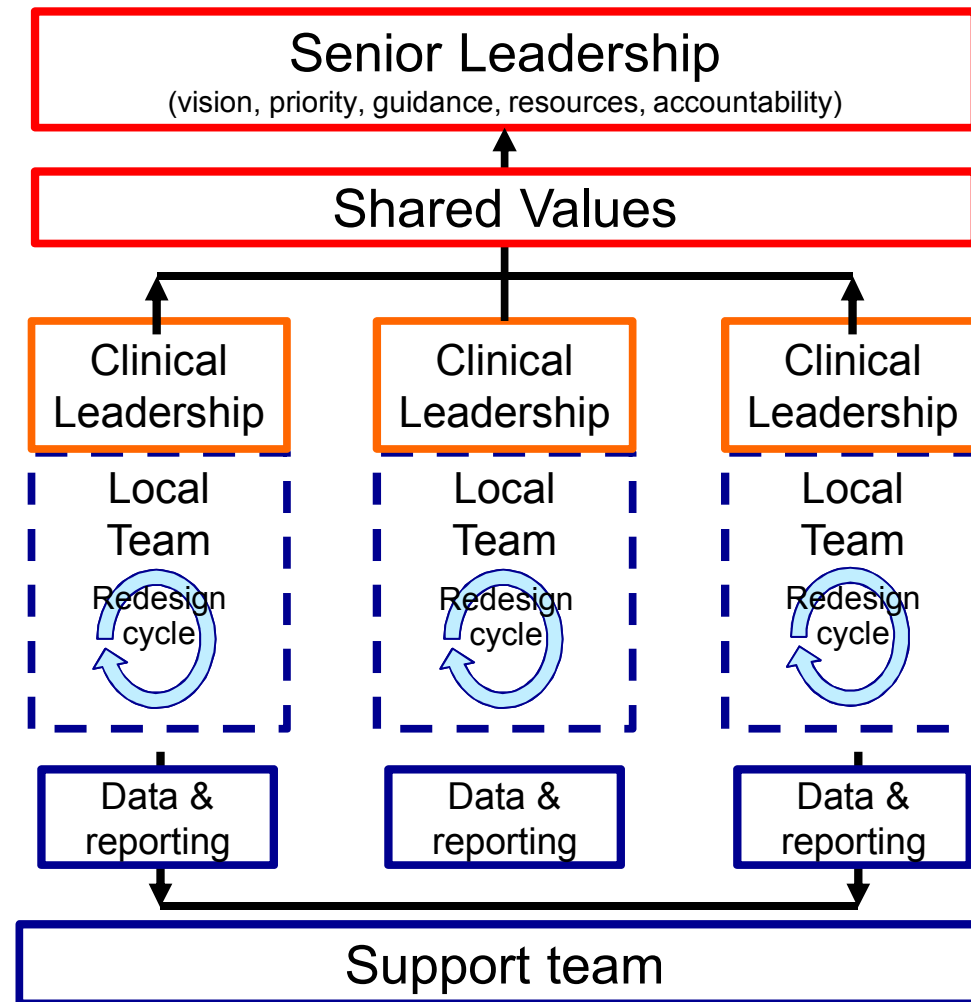 Senior Leadership
(vision, priority, guidance, resources, accountability)
Shared Values
Clinical
Leadership
Clinical
Leadership
Clinical
Leadership
Local
Team
Redesign
cycle
Local
Team
Redesign
cycle
Local
Team
Redesign
cycle
Data &
reporting
Data &
reporting
Data &
reporting
Support team